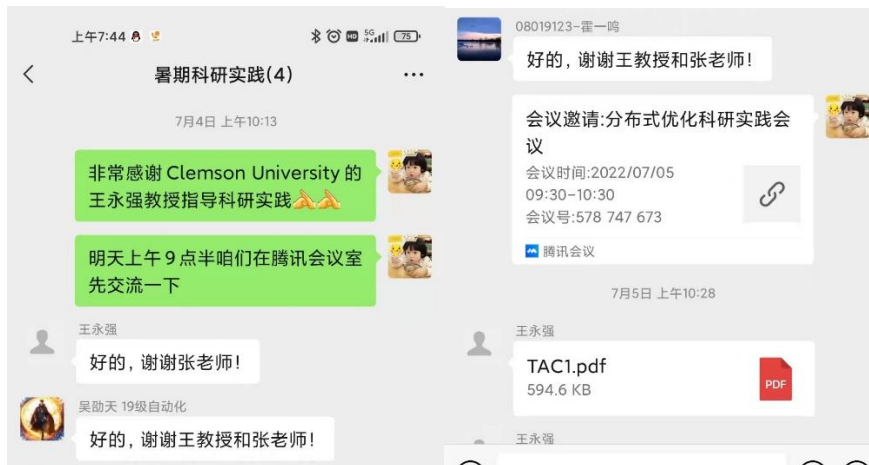 上午7:44
5G
75
暑期科研实践(4)
7月4日 上午10:13
非常感谢 Clemson University 的
王永强教授指导科研实践
明天上午9点半咱们在腾讯会议室
先交流一下
王永强
好的，谢谢张老师！
吴劭天 19级自动化
好的，谢谢王教授和张老师！
08019123-霍一鸣
好的，谢谢王教授和张老师！
会议邀请:分布式优化科研实践会
议
会议时间:2022/07/05
09:30-10:30
会议号:578 747 673
腾讯会议
7月5日 上午10:28
王永强
TAC1.pdf
594.6 KB
PDF
王永强